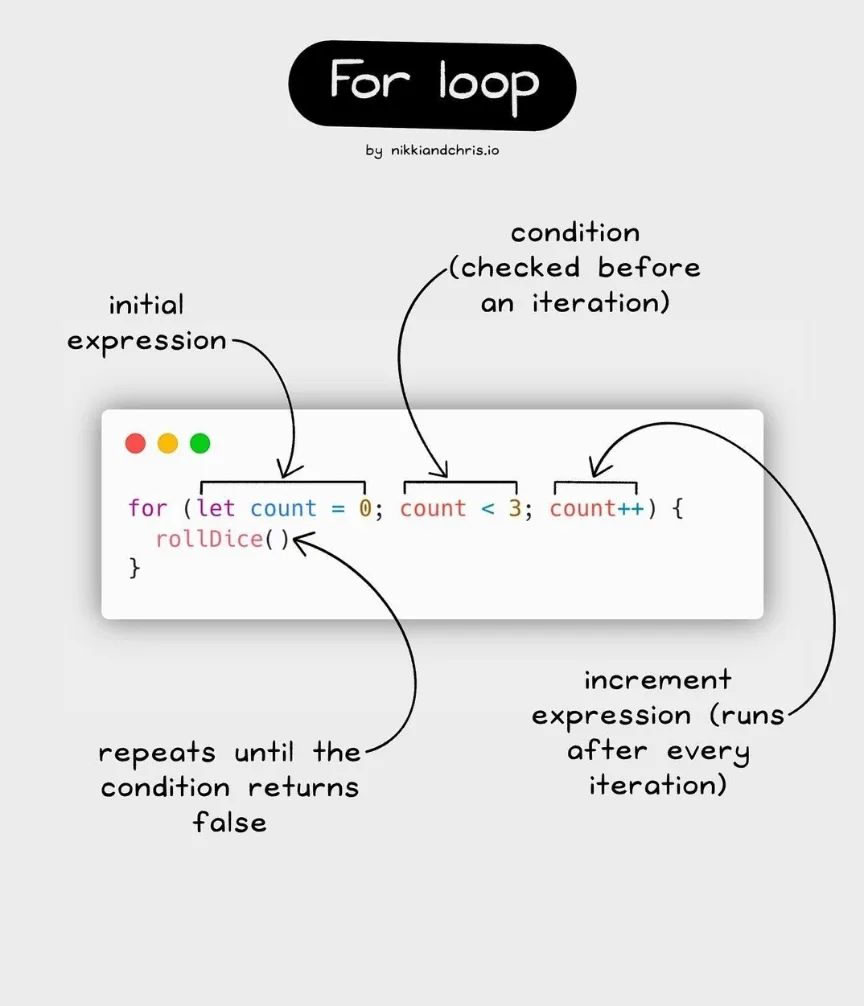 For loop
by nikkiandchris.io
condition
(checked before
an iteration)
initial
expression
for (let count = 0; count < 3; count++) {
rollDice()
}
increment
expression (runs
after every
iteration)
repeats until the
condition returns
false